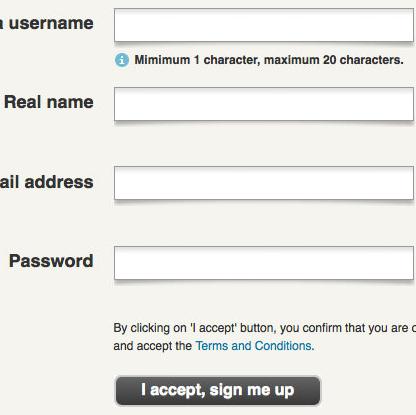 a username
Mimimum 1 character, maximum 20 characters.
Real name
ail address
Password
By clicking on 'I accept' button, you confirm that you are
and accept the Terms and Conditions.
I accept, sign me up